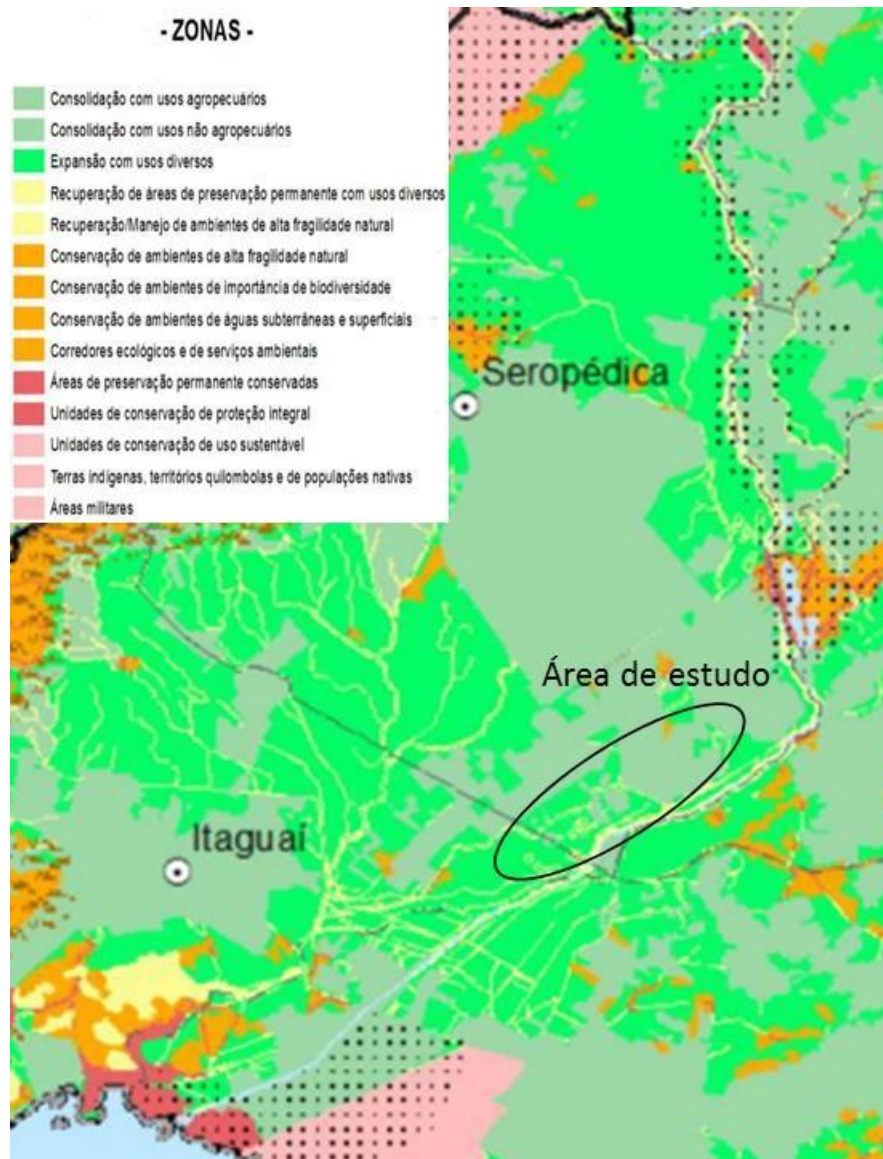 - ZONAS -
Consolidação com usos agropecuários
Consolidação com usos não agropecuários
Expansão com usos diversos
Recuperação de áreas de preservação permanente com usos diversos
Recuperação/Manejo de ambientes de alta fragilidade natural
Conservação de ambientes de alta fragilidade natural
Conservação de ambientes de importância de biodiversidade
Conservação de ambientes de águas subterrâneas e superficiais
Corredores ecológicos e de serviços ambientais
Áreas de preservação permanente conservadas
Unidades de conservação de proteção integral
Unidades de conservação de uso sustentável
Terras indígenas, territórios quilombolas e de populações nativas
Áreas militares
Seropédica
Área de estudo
Itaguaí